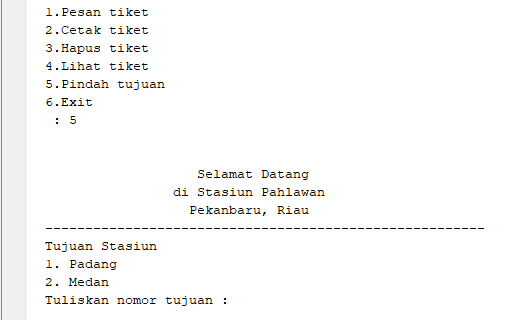 1.Pesan tiket
2.Cetak tiket
3.Hapus tiket
4.Lihat tiket
5.Pindah tujuan
6.Exit
: 5
Selamat Datang
di Stasiun Pahlawan
Pekanbaru, Riau
-------------------------------------------------------
Tujuan Stasiun
1. Padang
2. Medan
Tuliskan nomor tujuan :